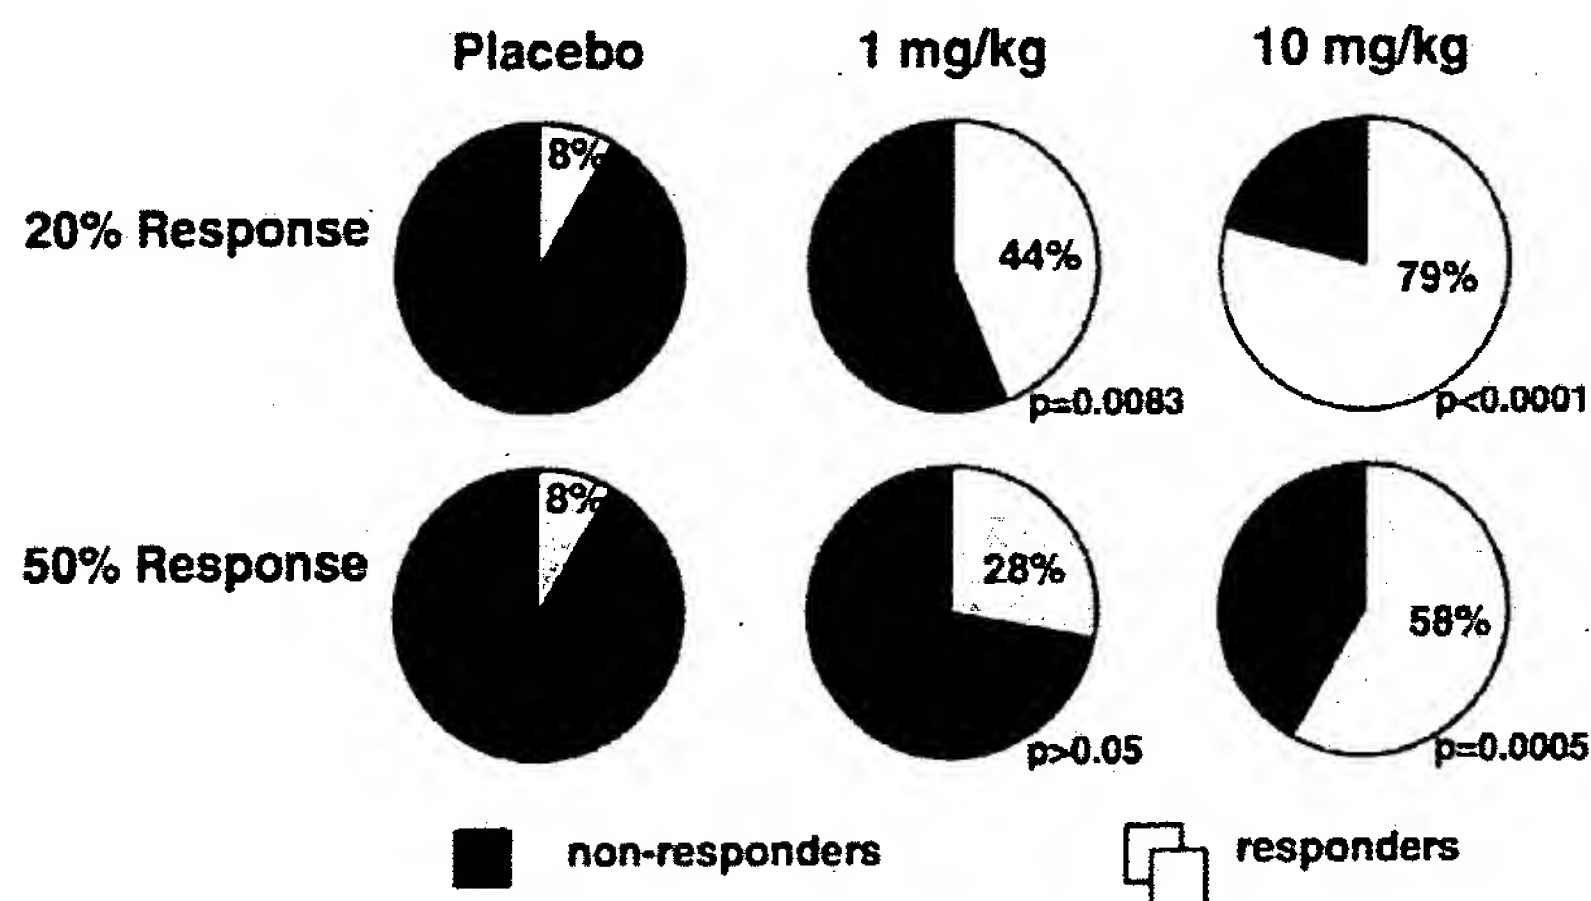 Placebo 1 mg/kg 10 mg/kg
20% Response 8% 44% 79%
p=0.0083 p<0.0001
50% Response 8% 28% 58%
p>0.05 p=0.0005
non-responders responders